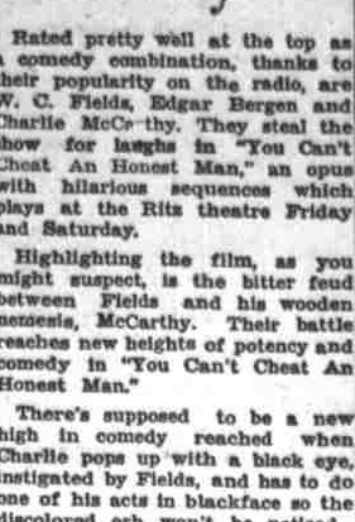 Rated pretty well at the top as
a comedy combination, thanks to
their popularity on the radio, are
W. C. Fields, Edgar Bergen and
Charlie McCarthy. They steal the
show for laughs in "You Can't
Cheat An Honest Man," an opus
with hilarious sequences which
plays at the Ritz theatre Friday
and Saturday.
Highlighting the film, as you
might suspect, is the bitter feud
between Fields and his wooden
nemesis, McCarthy. Their battle
reaches new heights of potency and
comedy in "You Can't Cheat An
Honest Man."
There's supposed to be a new
high in comedy reached when
Charlie pops up with a black eye,
instigated by Fields, and has to do
one of his acts in blackface so the
discolored won't be